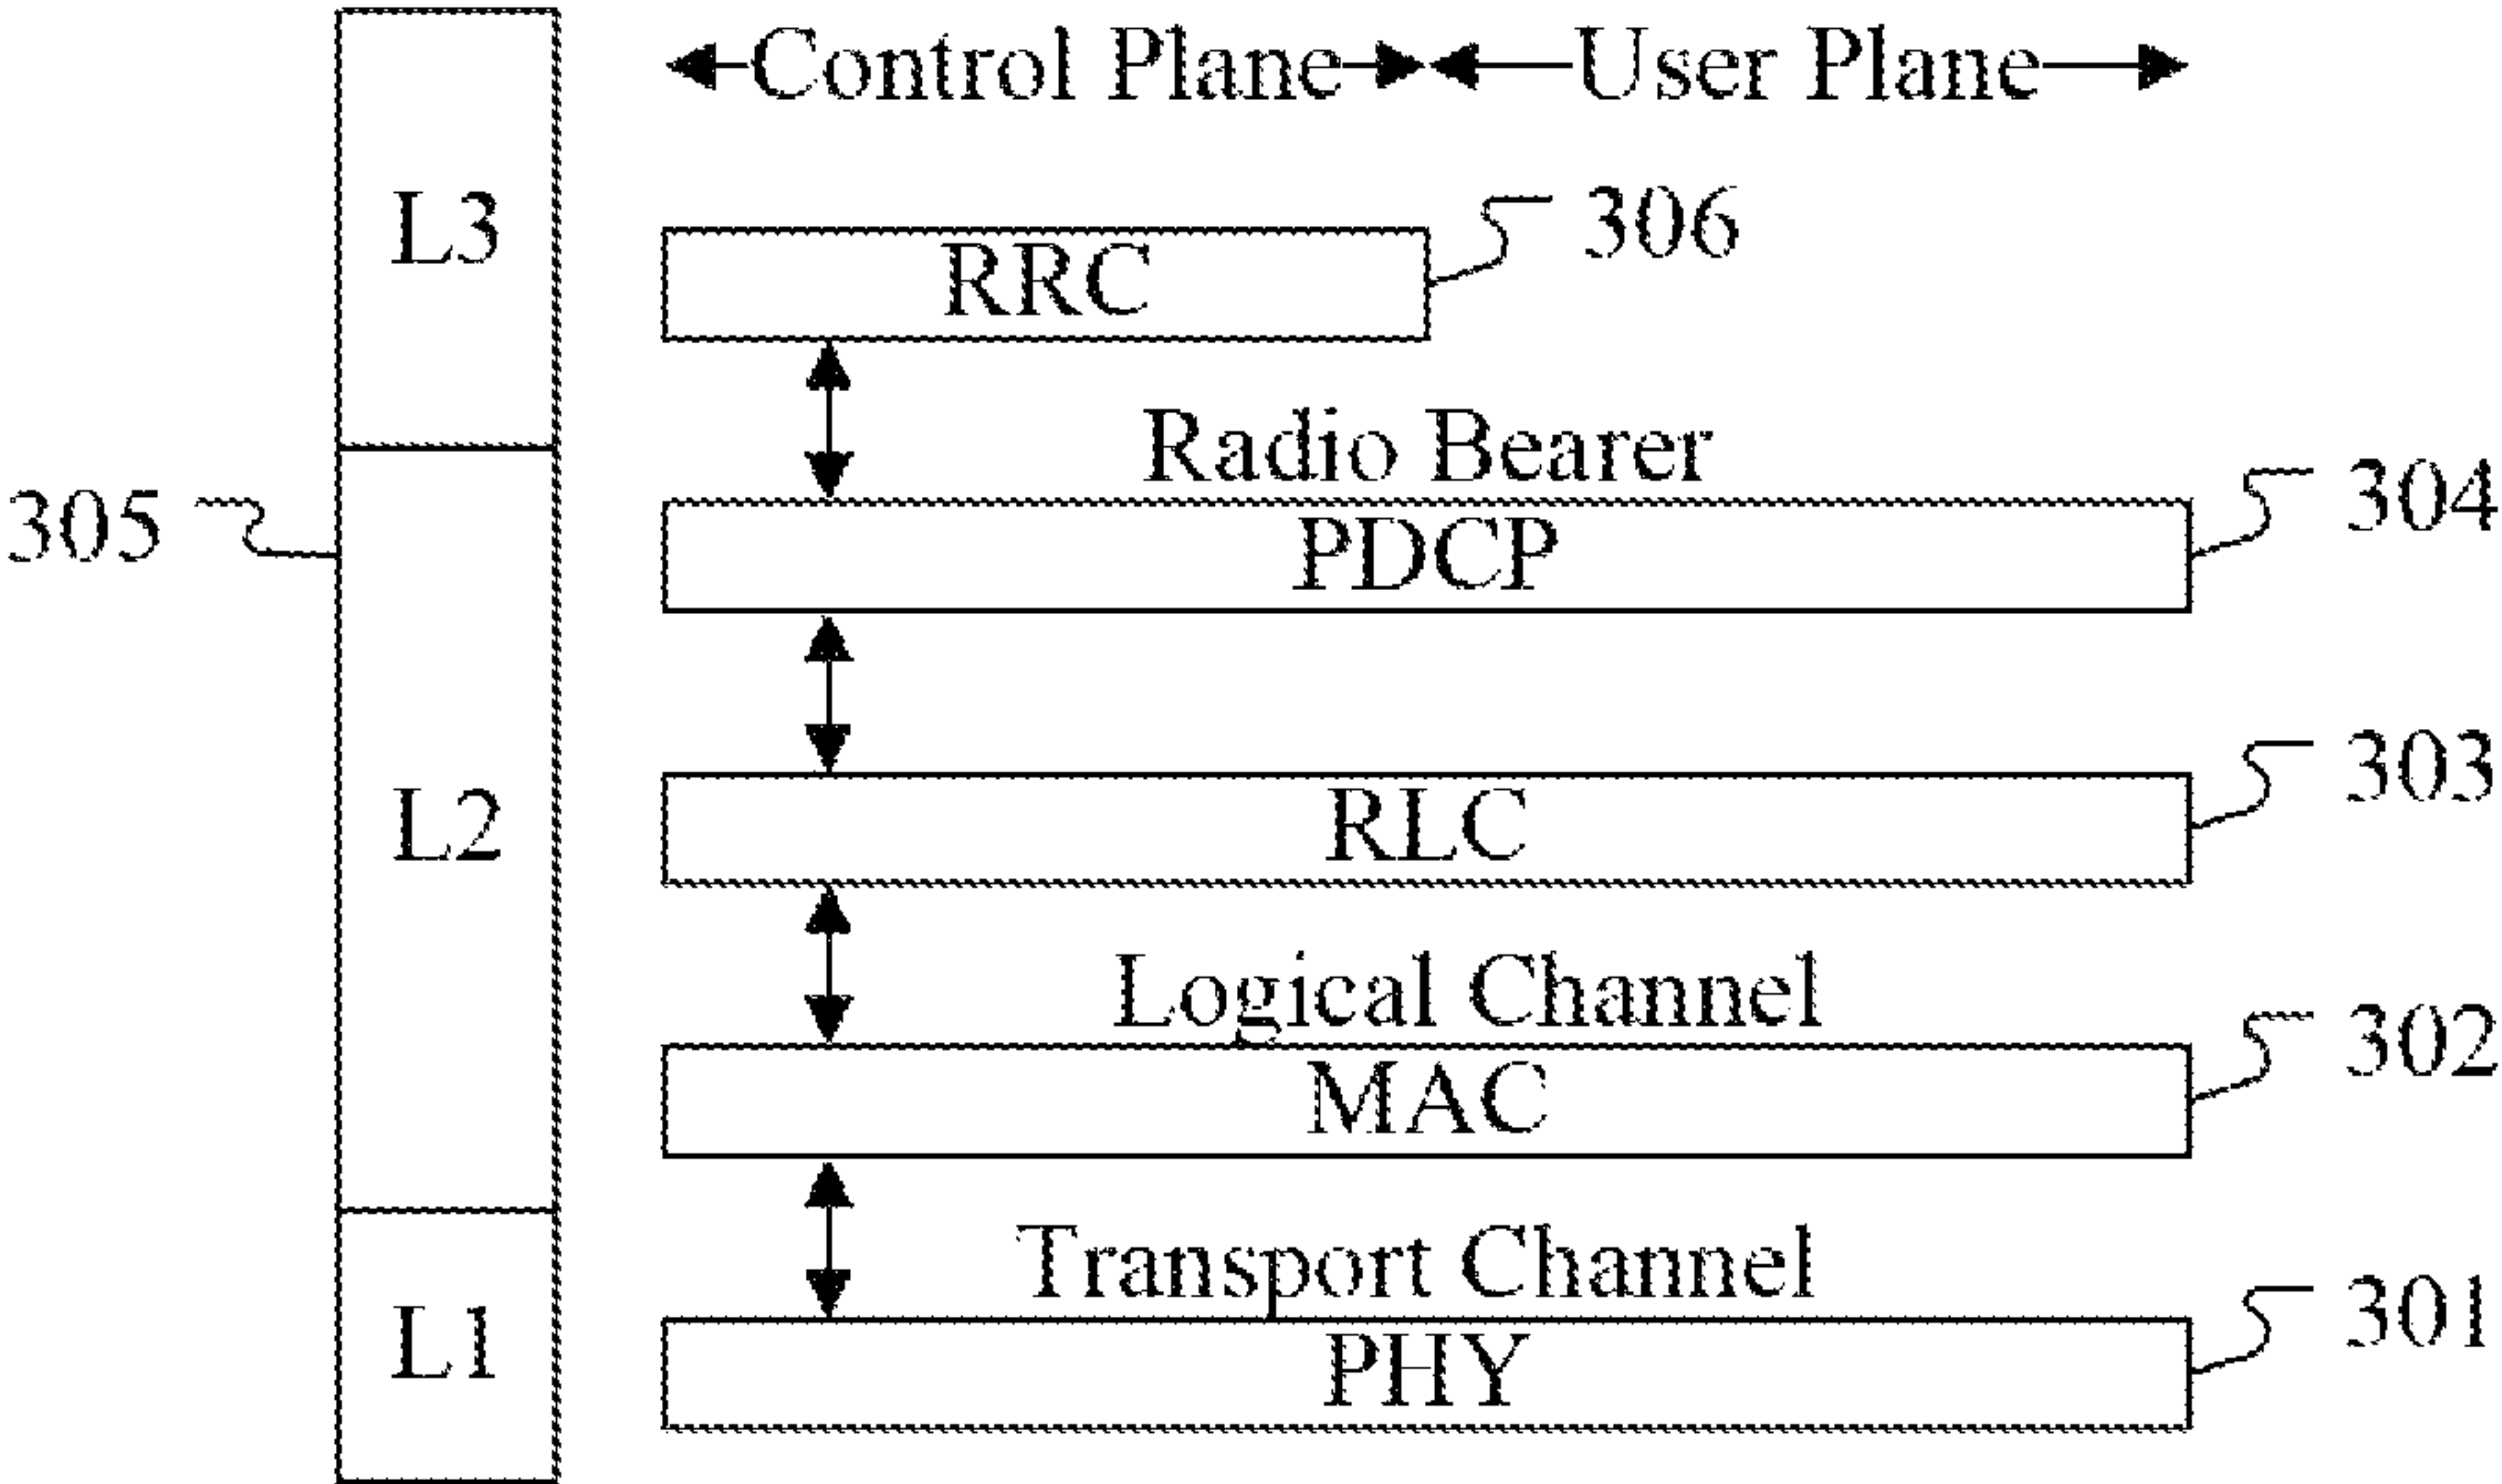 Control Plane User Plane
L3
306
RRC
Radio Bearer
305
304
PDCP
303
L2
RLC
Logical Channel
302
MAC
Transport Channel
301
L1
PHY